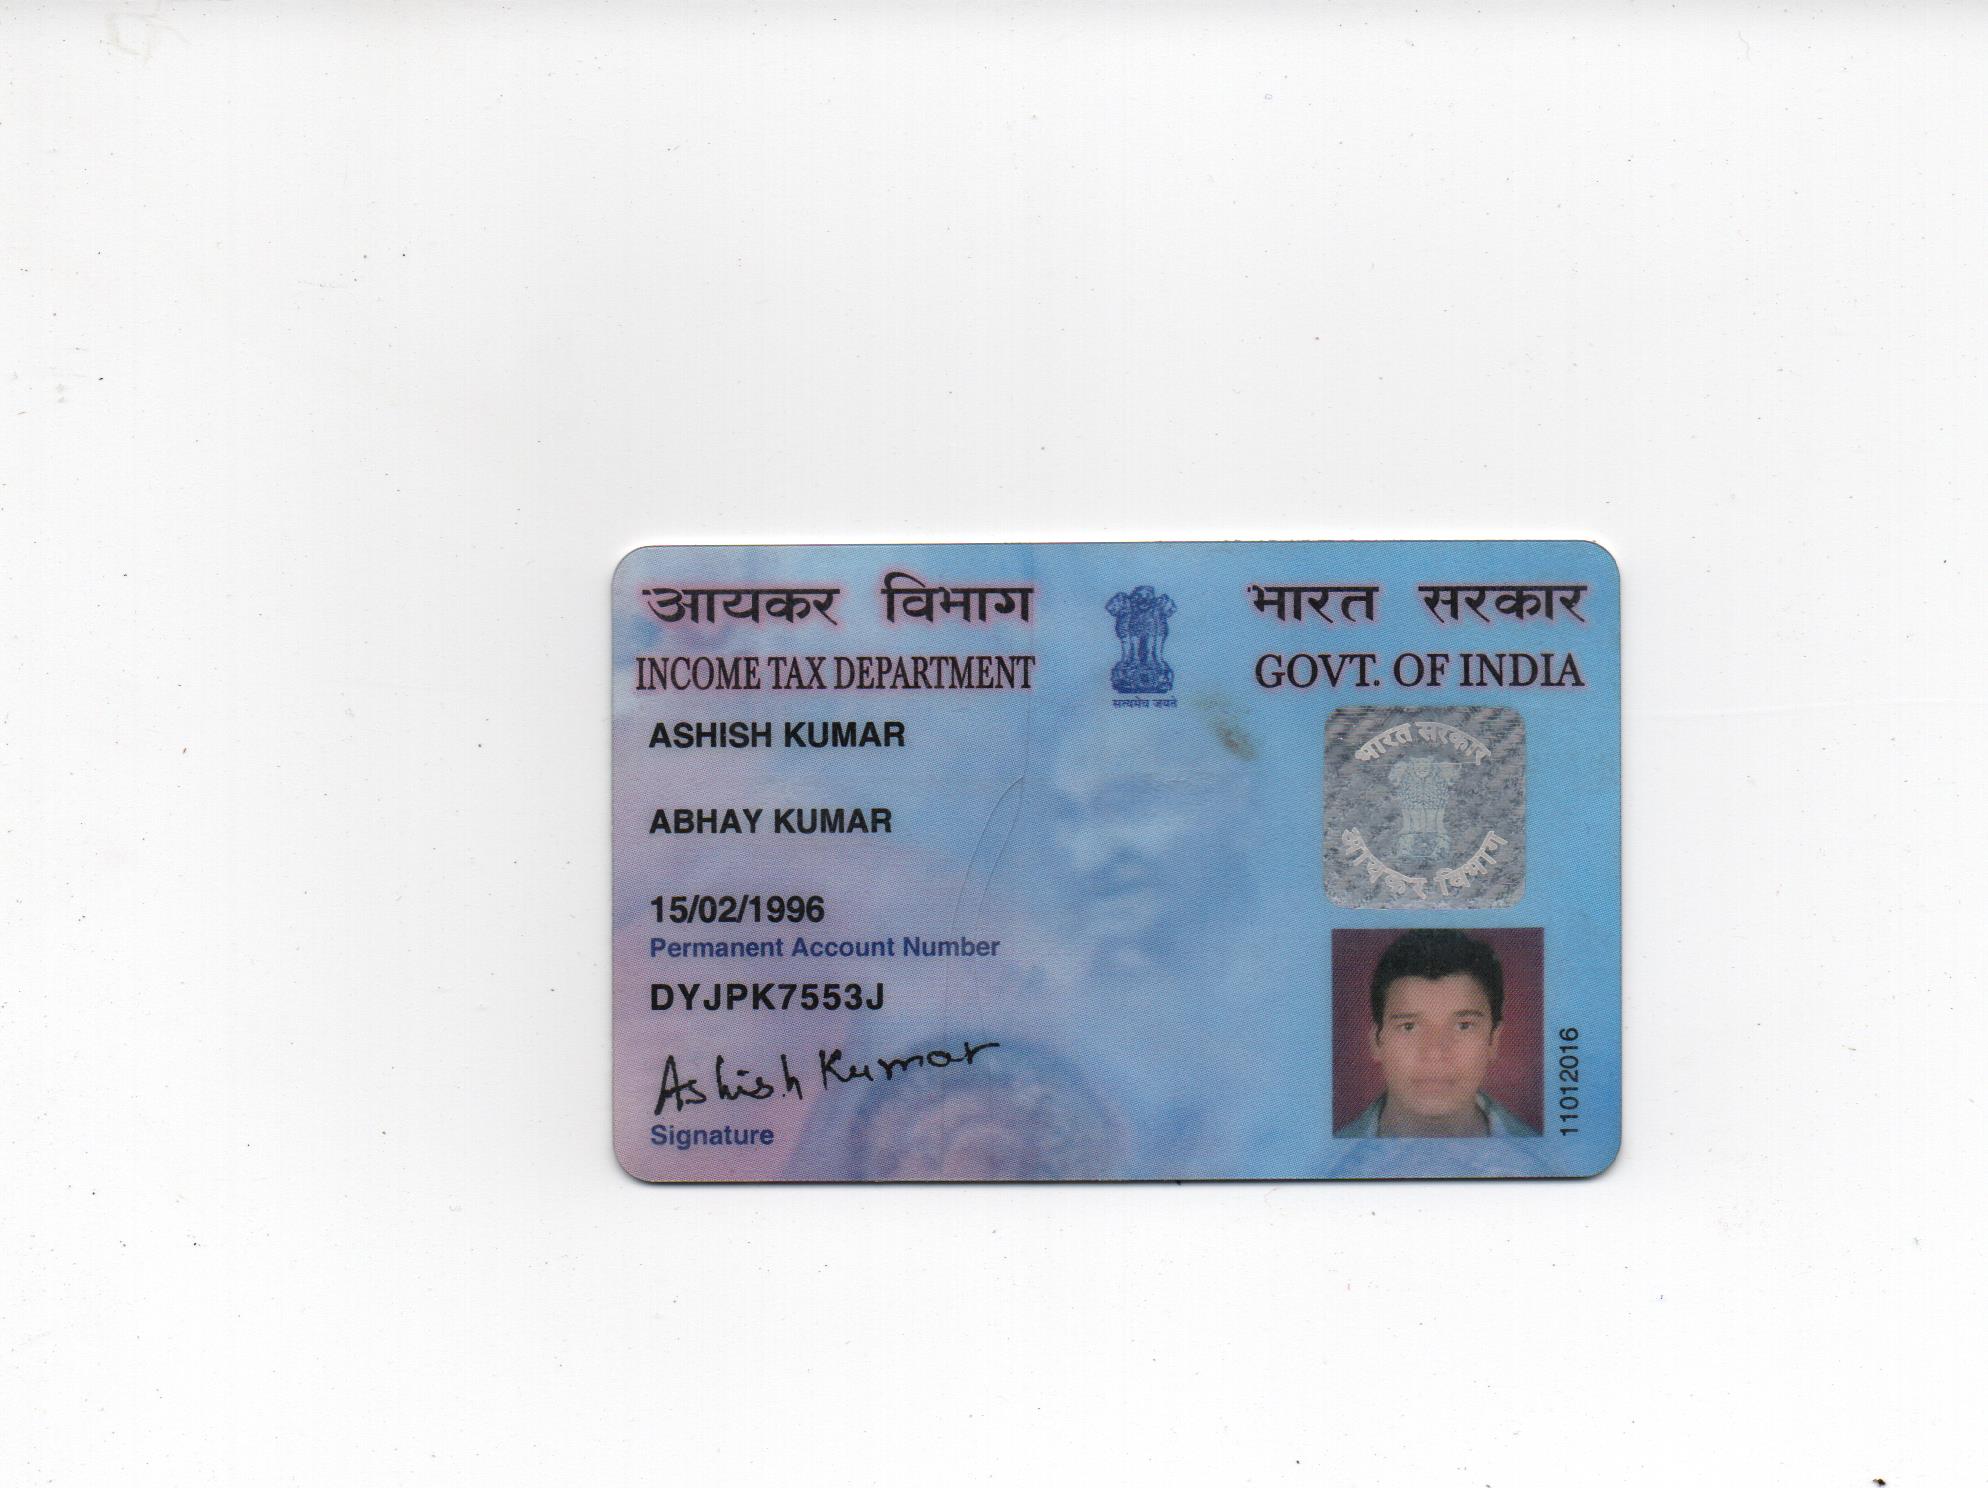 आयकर विभाग
भारत सरकार
INCOME TAX DEPARTMENT
GOVT. OF INDIA
सत्यमेव जयते
ASHISH KUMAR
भारत सरकार
आयकर विभाग
ABHAY KUMAR
15/02/1996
Permanent Account Number
DYJPK7553J
Ashish Kumar
Signature
11012016